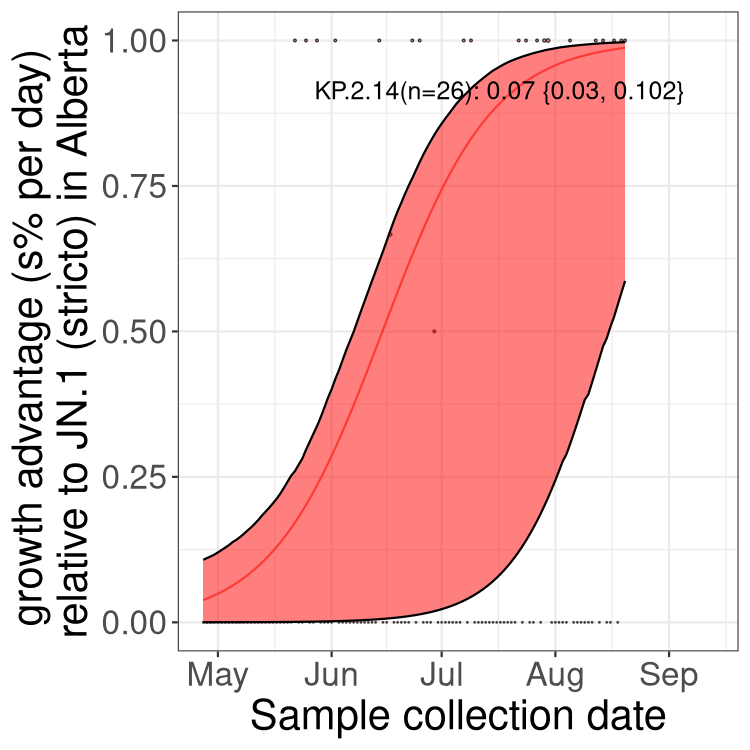 growth advantage (s% per day)
relative to JN.1 (stricto) in Alberta
1.00
0.75
0.50
0.25
0.00
KP.2.14(n=26): 0.07 {0.03, 0.102}
May Jun Jul Aug Sep
Sample collection date